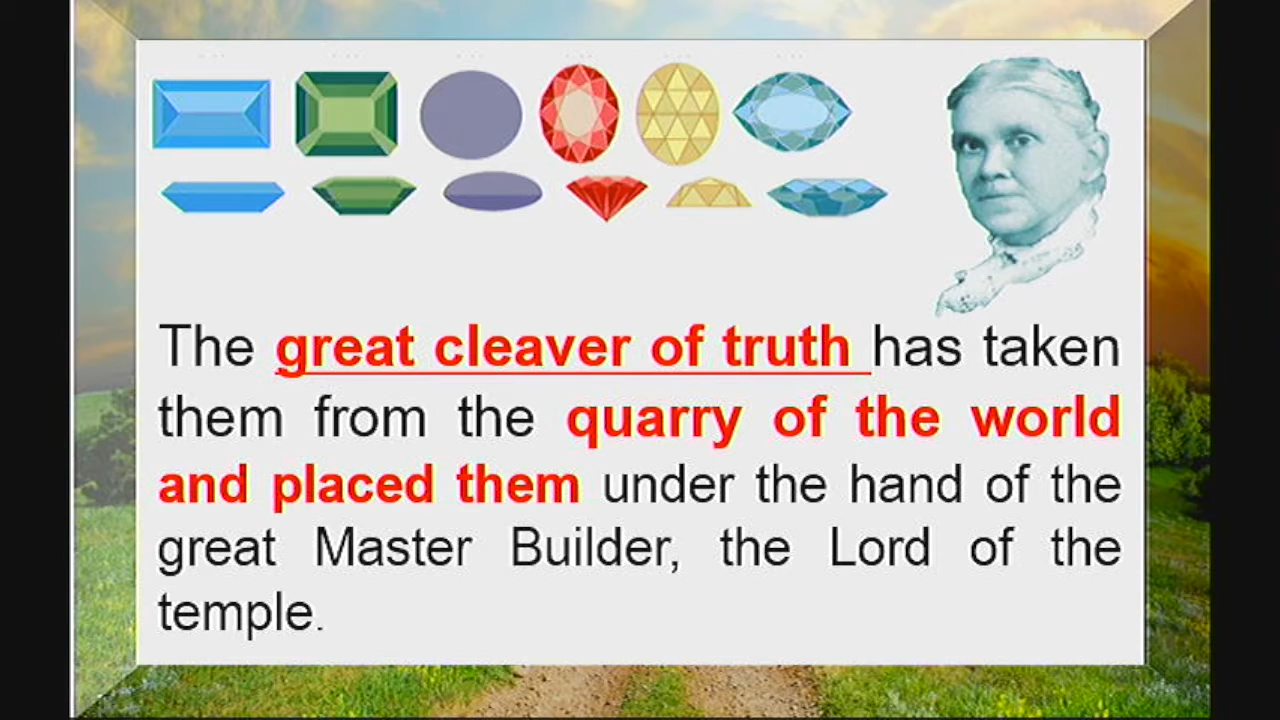 The great cleaver of truth has taken
them from the quarry of the world
and placed them under the hand of the
great Master Builder, the Lord of the
temple.